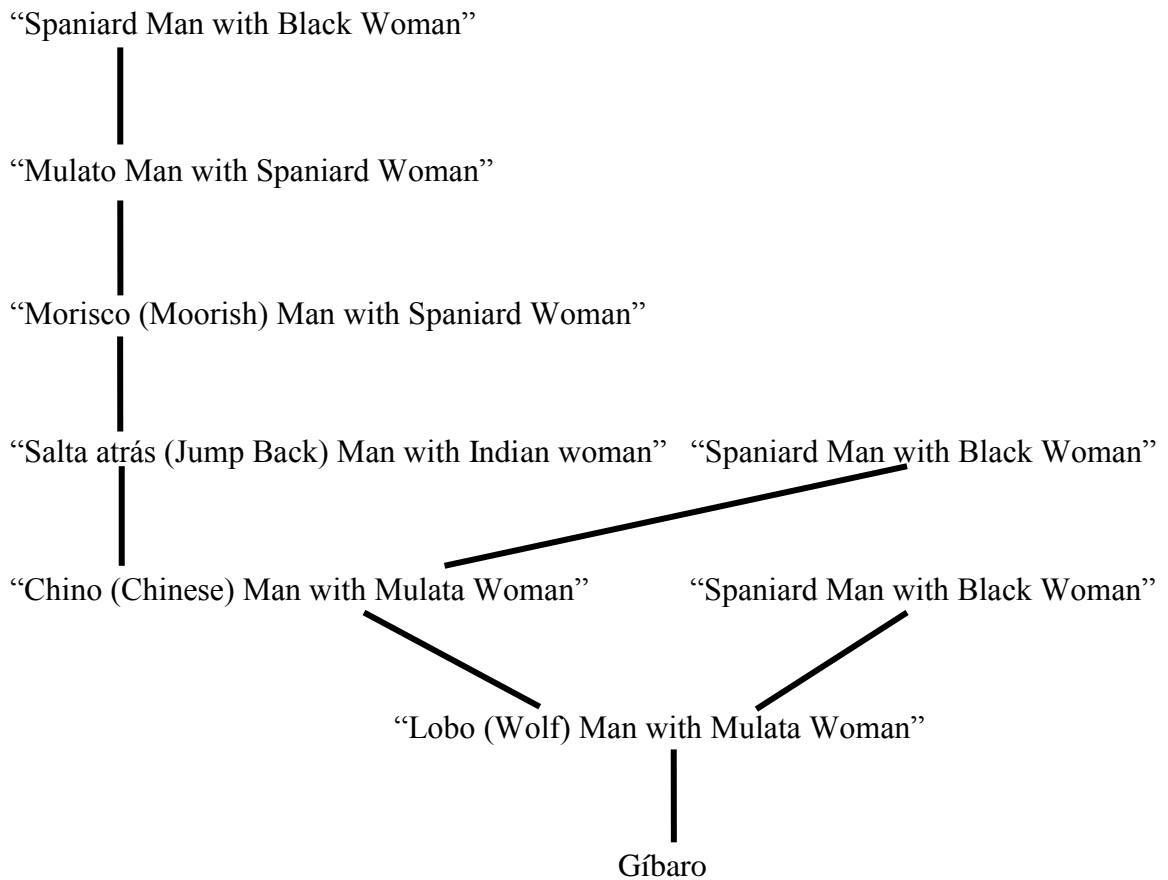 “Spaniard Man with Black Woman”
“Mulato Man with Spaniard Woman”
“Morisco (Moorish) Man with Spaniard Woman”
“Salta atrás (Jump Back) Man with Indian woman” “Spaniard Man with Black Woman”
“Chino (Chinese) Man with Mulata Woman” “Spaniard Man with Black Woman”
“Lobo (Wolf) Man with Mulata Woman”
Gíbaro